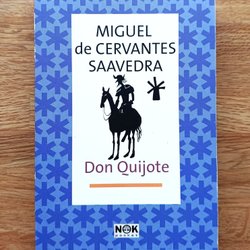 MIGUEL
de CERVANTES
SAAVEDRA
Don Quijote
NOK